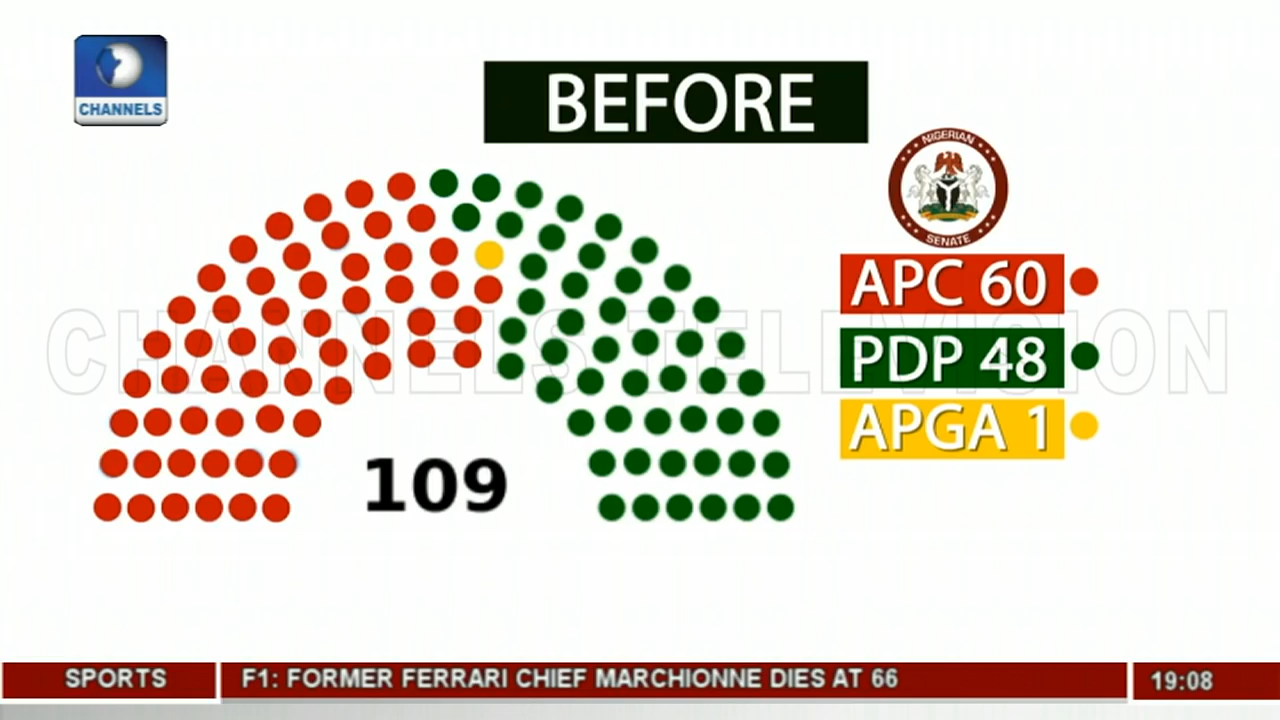 CHANNELS
BEFORE
NIGERIAN
SENATE
APC 60
PDP 48
APGA 1
CHANNELS TELEVISION
109
SPORTS
F1: FORMER FERRARI CHIEF MARCHIONNE DIES AT 66
19:08